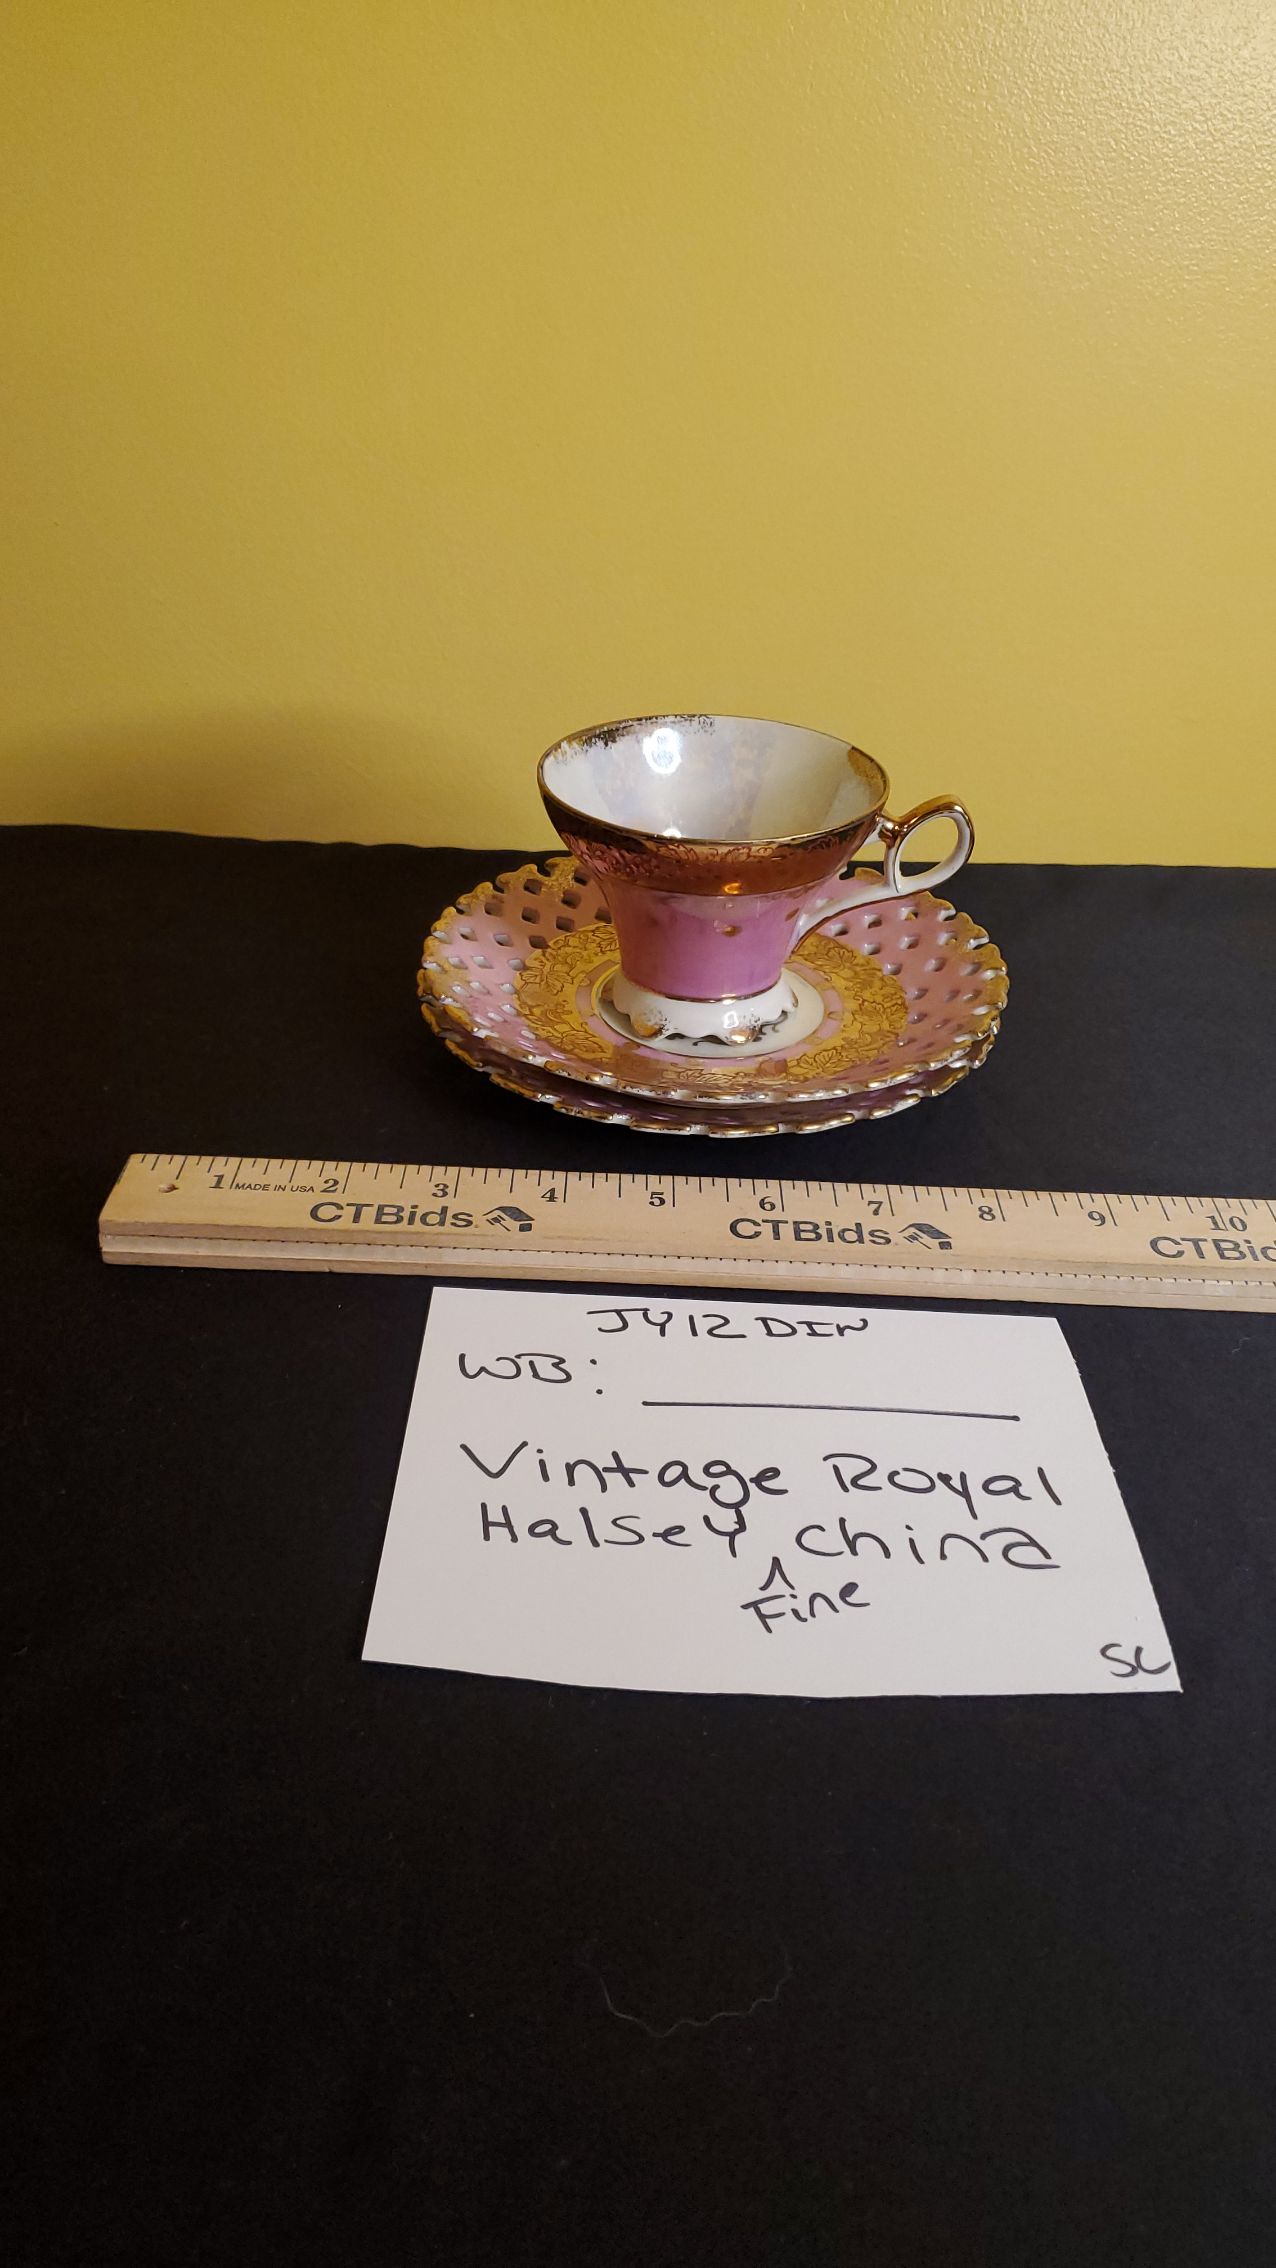 1 MADE IN USA 2 3 4 5 6 7 8 9 10
CTBids CTBids CTBid
JY12DIN
WB:
Vintage Royal
Halsey ^ china
Fine
SC